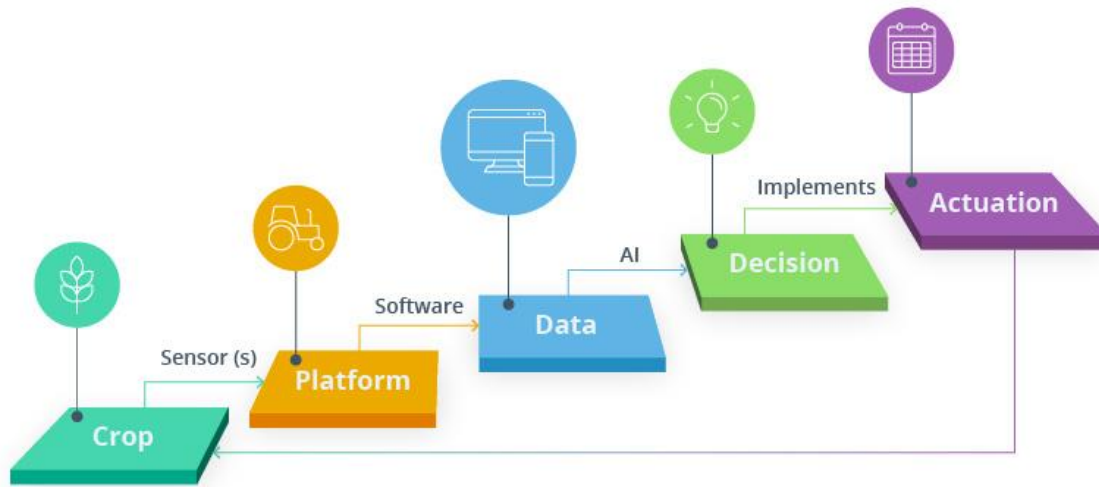 Crop
Sensor (s)
Platform
Software
Data
AI
Decision
Implements
Actuation